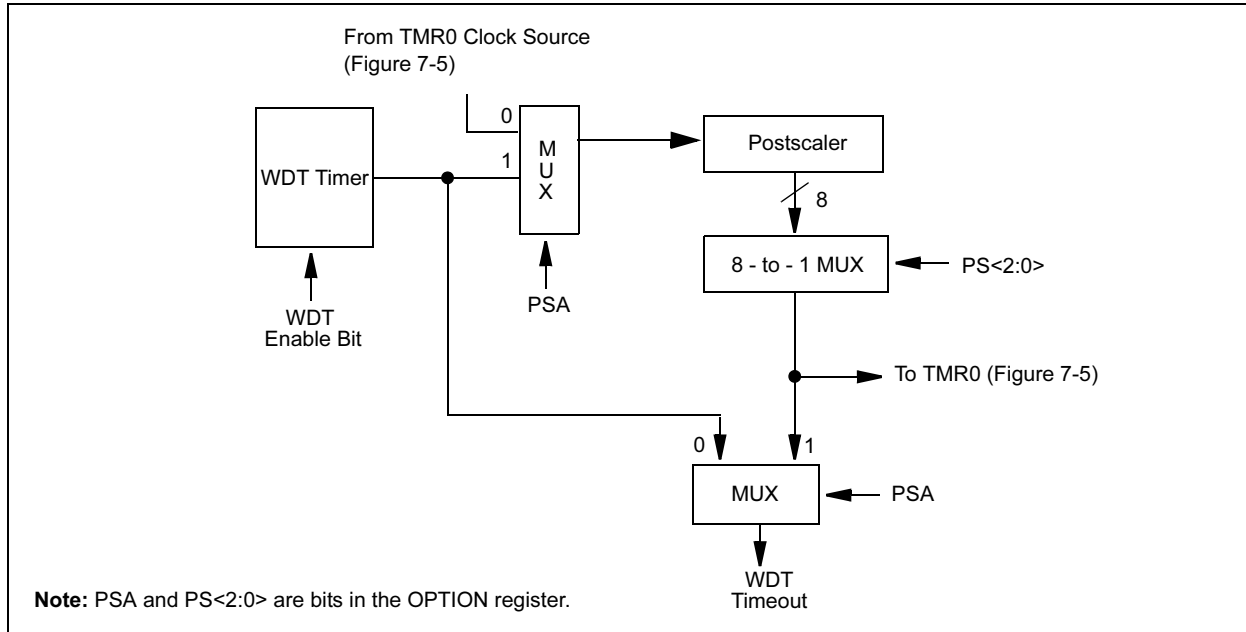 From TMR0 Clock Source
(Figure 7-5)
0
1
M
U
X
WDT Timer
Postscaler
8
8 - to - 1 MUX
PS<2:0>
PSA
WDT
Enable Bit
To TMR0 (Figure 7-5)
0
1
MUX
PSA
WDT
Timeout
Note: PSA and PS<2:0> are bits in the OPTION register.